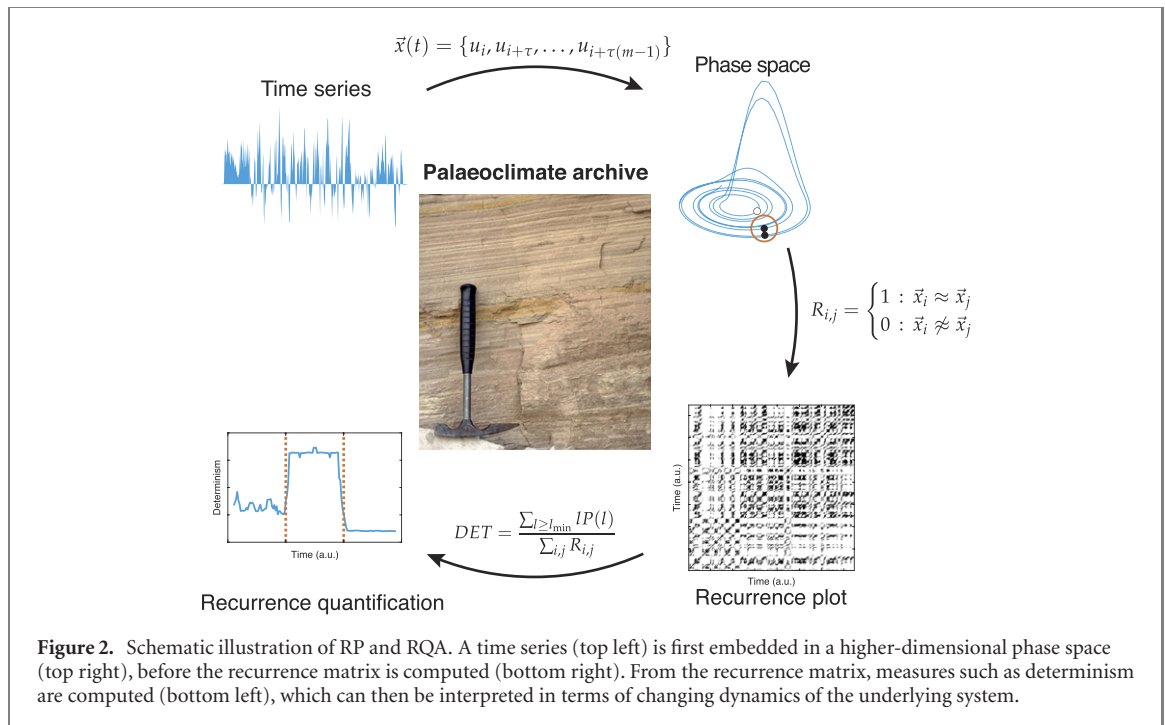 x⃗(t) = {u_i, u_{i+τ}, . . . , u_{i+τ(m−1)}}
Time series
Phase space
Palaeoclimate archive
R_{i,j} = { 1 : x⃗_i ≈ x⃗_j
0 : x⃗_i ≉ x⃗_j
Determinism
Time (a.u.)
Recurrence quantification
DET = ∑_{l≥l_min} lP(l) / ∑_{i,j} R_{i,j}
Time (a.u.)
Time (a.u.)
Recurrence plot
Figure 2. Schematic illustration of RP and RQA. A time series (top left) is first embedded in a higher-dimensional phase space
(top right), before the recurrence matrix is computed (bottom right). From the recurrence matrix, measures such as determinism
are computed (bottom left), which can then be interpreted in terms of changing dynamics of the underlying system.